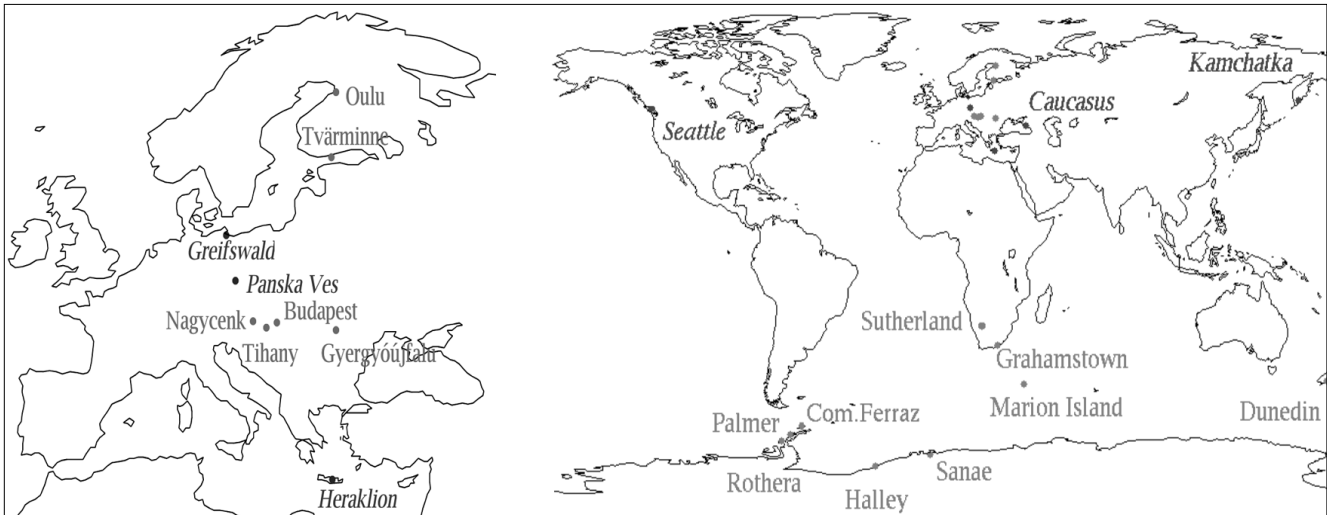 Oulu
Tvärminne
Greifswald
Panska Ves
Nagycenk
Budapest
Tihany
Gyergyóújfalu
Heraklion
Kamchatka
Caucasus
Seattle
Sutherland
Grahamstown
Marion Island
Dunedin
Palmer
Com.Ferraz
Rothera
Halley
Sanae